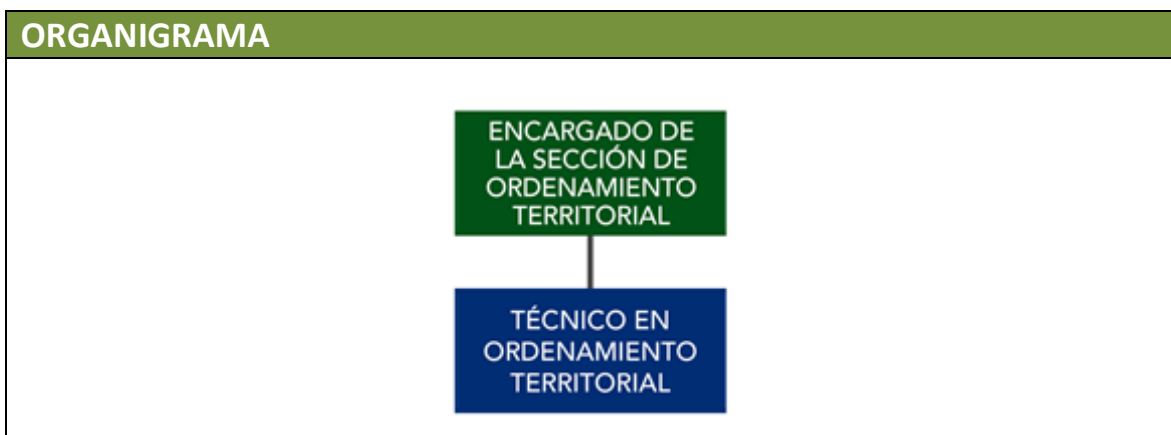 ORGANIGRAMA
ENCARGADO DE
LA SECCIÓN DE
ORDENAMIENTO
TERRITORIAL
TÉCNICO EN
ORDENAMIENTO
TERRITORIAL